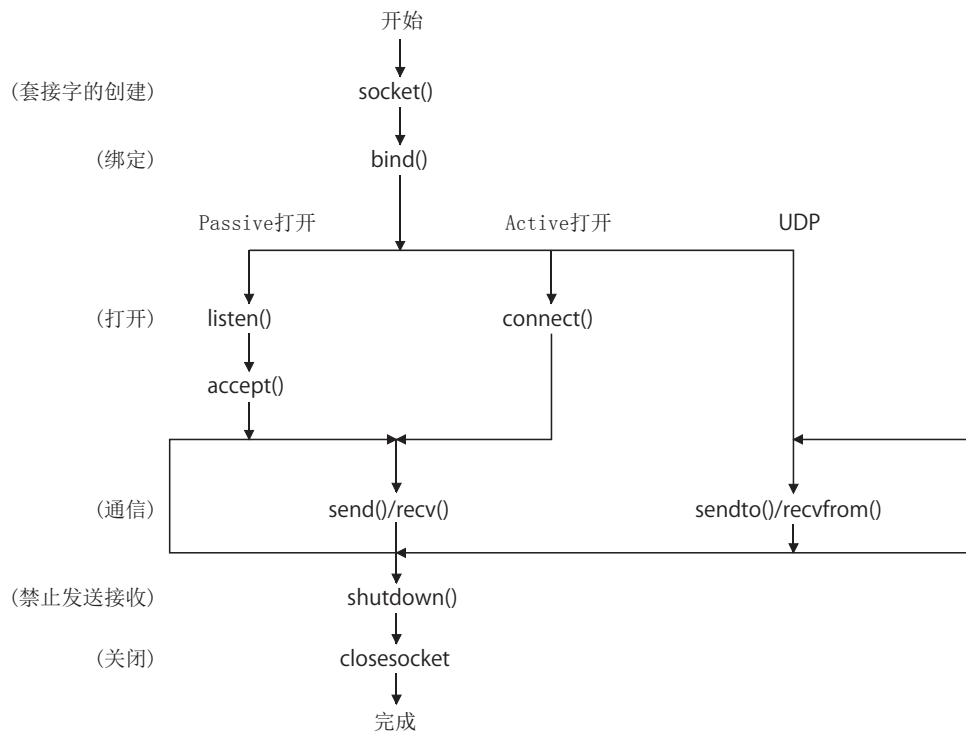 开始
(套接字的创建)
socket()
(绑定)
bind()
Passive打开
Active打开
UDP
(打开)
listen()
connect()
accept()
(通信)
send()/recv()
sendto()/recvfrom()
(禁止发送接收)
shutdown()
(关闭)
closesocket
完成